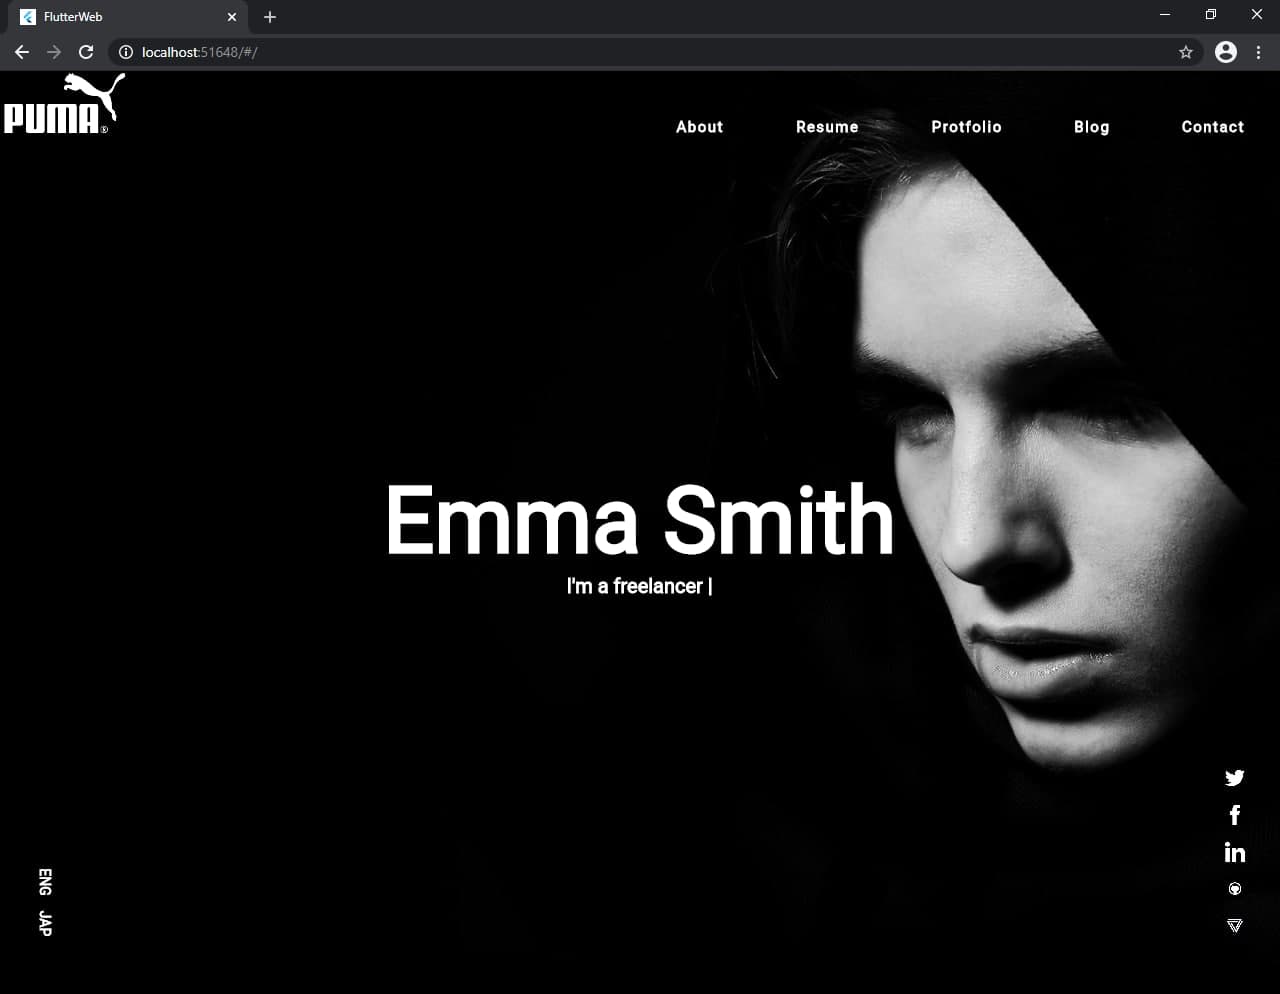 FlutterWeb
localhost:51648/#/
PUMA®
About Resume Protfolio Blog Contact
Emma Smith
I'm a freelancer |
ENG JAP